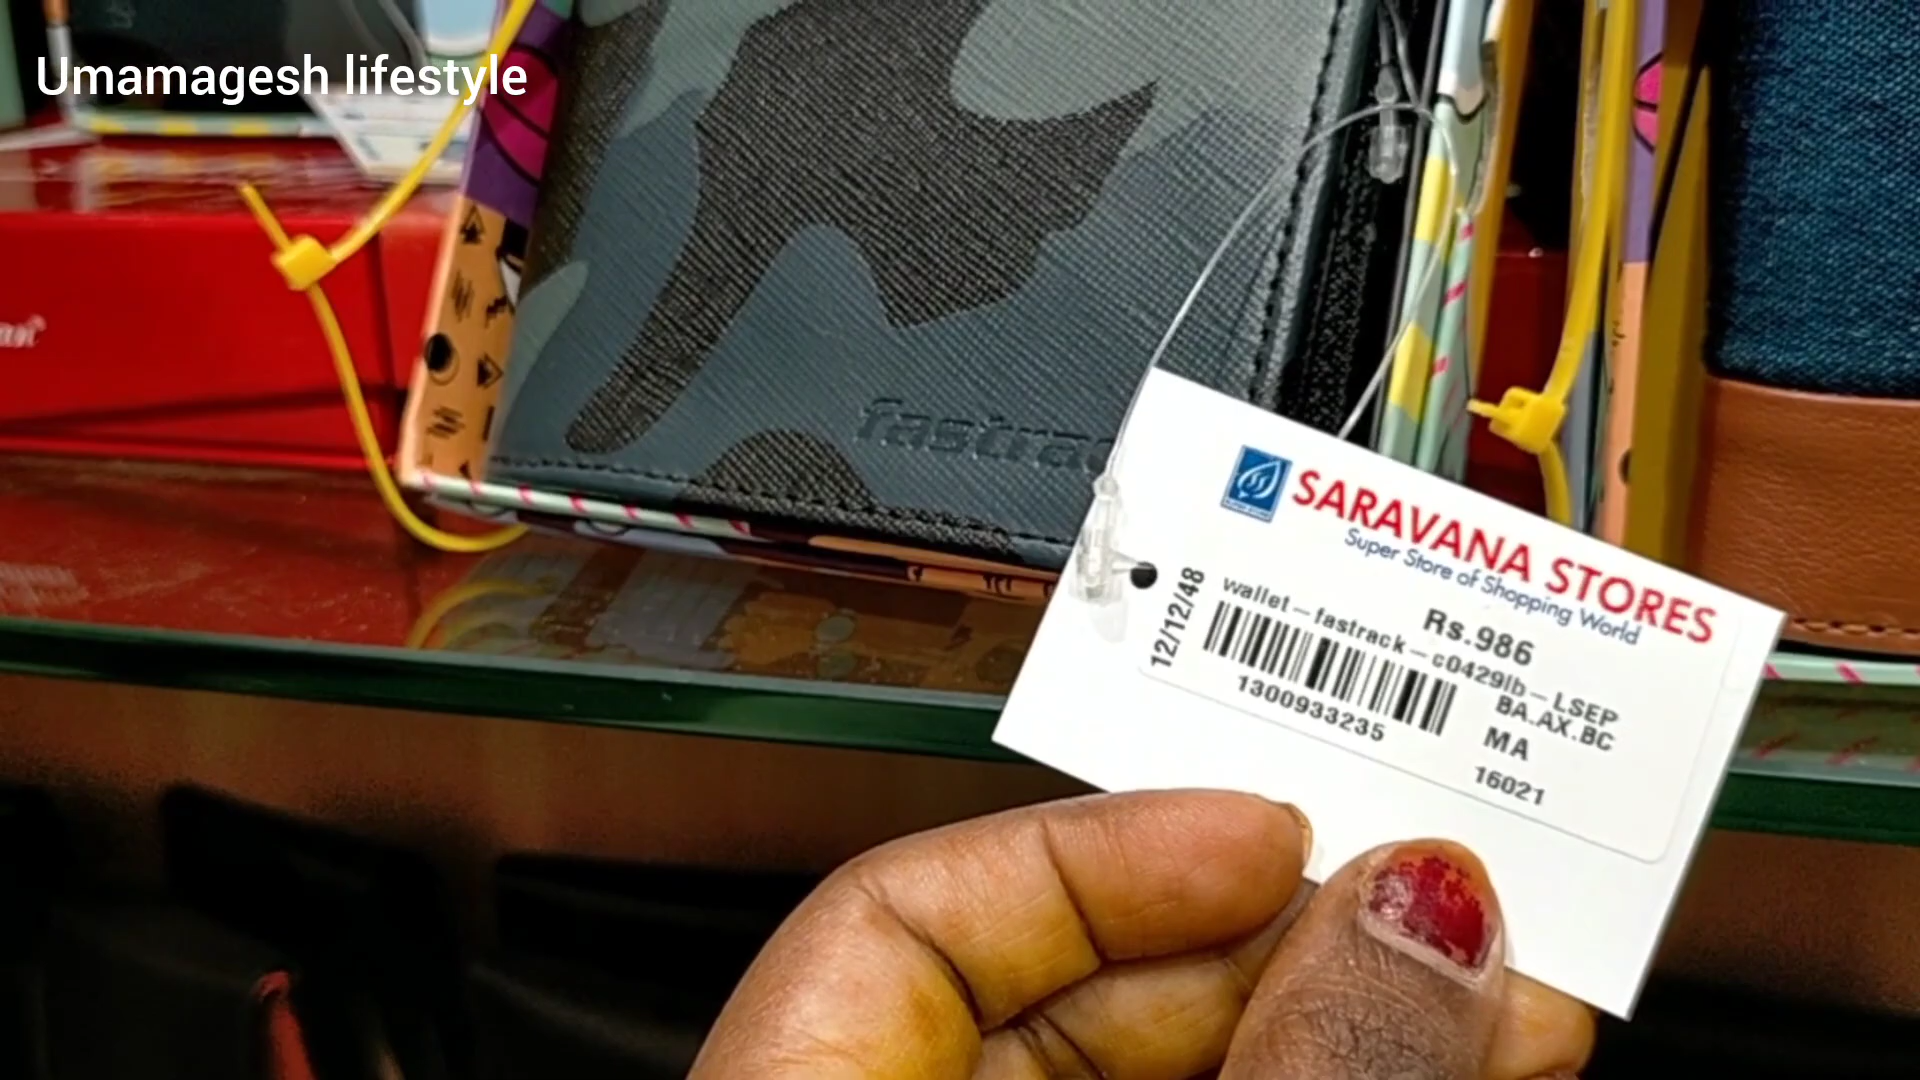 Umamagesh lifestyle
fastrac
SARAVANA STORES
Super Store of Shopping World
Rs.986
wallet-fastrack-c0429lb-LSEP
BA.AX.BC
MA
16021
1300933235
12/12/48